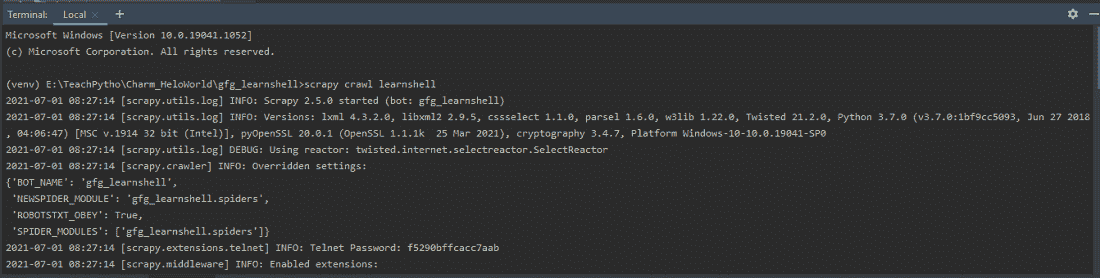 Terminal: Local × +
Microsoft Windows [Version 10.0.19041.1052]
(c) Microsoft Corporation. All rights reserved.
(venv) E:\TeachPytho\Charm_HeloWorld\gfg_learnshell>scrapy crawl learnshell
2021-07-01 08:27:14 [scrapy.utils.log] INFO: Scrapy 2.5.0 started (bot: gfg_learnshell)
2021-07-01 08:27:14 [scrapy.utils.log] INFO: Versions: lxml 4.3.2.0, libxml2 2.9.5, cssselect 1.1.0, parsel 1.6.0, w3lib 1.22.0, Twisted 21.2.0, Python 3.7.0 (v3.7.0:1bf9cc5093, Jun 27 2018
, 04:06:47) [MSC v.1914 32 bit (Intel)], pyOpenSSL 20.0.1 (OpenSSL 1.1.1k  25 Mar 2021), cryptography 3.4.7, Platform Windows-10-10.0.19041-SP0
2021-07-01 08:27:14 [scrapy.utils.log] DEBUG: Using reactor: twisted.internet.selectreactor.SelectReactor
2021-07-01 08:27:14 [scrapy.crawler] INFO: Overridden settings:
{'BOT_NAME': 'gfg_learnshell',
 'NEWSPIDER_MODULE': 'gfg_learnshell.spiders',
 'ROBOTSTXT_OBEY': True,
 'SPIDER_MODULES': ['gfg_learnshell.spiders']}
2021-07-01 08:27:14 [scrapy.extensions.telnet] INFO: Telnet Password: f5290bffcacc7aab
2021-07-01 08:27:14 [scrapy.middleware] INFO: Enabled extensions: